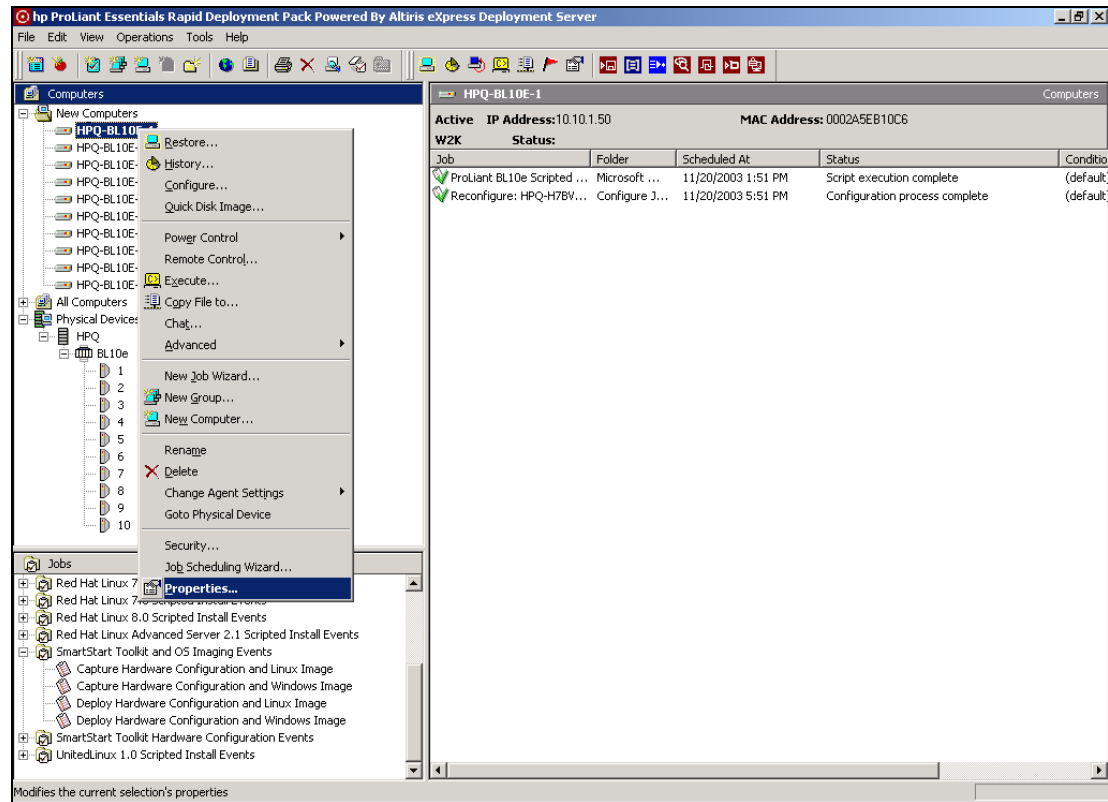 hp ProLiant Essentials Rapid Deployment Pack Powered By Altiris eXpress Deployment Server
File Edit View Operations Tools Help
Computers
New Computers
HPQ-BL10E-1
HPQ-BL10E-
HPQ-BL10E-
HPQ-BL10E-
HPQ-BL10E-
HPQ-BL10E-
HPQ-BL10E-
HPQ-BL10E-
HPQ-BL10E-
HPQ-BL10E-
All Computers
Physical Devices
HPQ
BL10e
1
2
3
4
5
6
7
8
9
10
Restore...
History...
Configure...
Quick Disk Image...
Power Control
Remote Control...
Execute...
Copy File to...
Chat...
Advanced
New Job Wizard...
New Group...
New Computer...
Rename
Delete
Change Agent Settings
Goto Physical Device
Security...
Job Scheduling Wizard...
Properties...
HPQ-BL10E-1 Computers
Active IP Address:10.10.1.50 MAC Address: 0002A5EB10C6
W2K Status:
Job Folder Scheduled At Status Conditio
ProLiant BL10e Scripted ... Microsoft ... 11/20/2003 1:51 PM Script execution complete (default)
Reconfigure: HPQ-H7BV... Configure J... 11/20/2003 5:51 PM Configuration process complete (default)
Jobs
Red Hat Linux 7
Red Hat Linux 7.3 Scripted Install Events
Red Hat Linux 8.0 Scripted Install Events
Red Hat Linux Advanced Server 2.1 Scripted Install Events
SmartStart Toolkit and OS Imaging Events
Capture Hardware Configuration and Linux Image
Capture Hardware Configuration and Windows Image
Deploy Hardware Configuration and Linux Image
Deploy Hardware Configuration and Windows Image
SmartStart Toolkit Hardware Configuration Events
UnitedLinux 1.0 Scripted Install Events
Modifies the current selection's properties